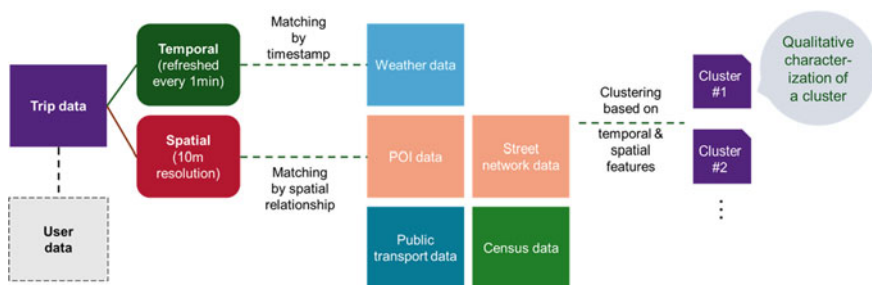 Trip data
User
data
Temporal
(refreshed
every 1min)
Spatial
(10m
resolution)
Matching
by
timestamp
Matching
by spatial
relationship
Weather data
POI data
Street
network data
Public
transport data
Census data
Clustering
based on
temporal &
spatial
features
Cluster
#1
Cluster
#2
Qualitative
character-
ization of
a cluster